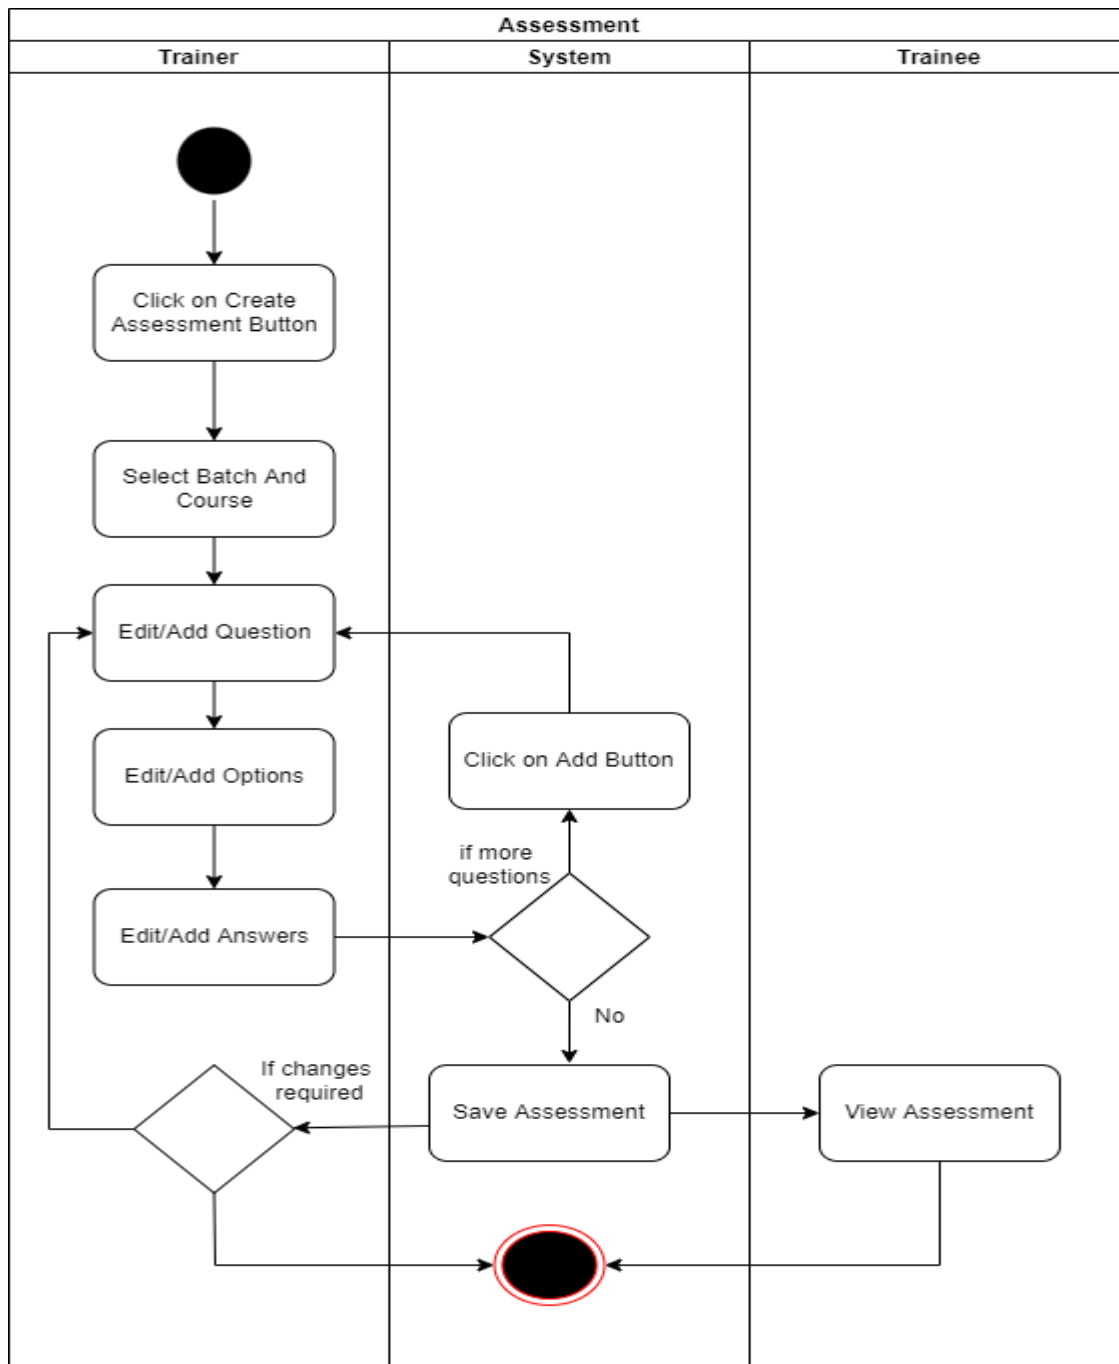 Assessment
Trainer
System
Trainee
Click on Create
Assessment Button
Select Batch And
Course
Edit/Add Question
Edit/Add Options
Click on Add Button
if more
questions
Edit/Add Answers
No
If changes
required
Save Assessment
View Assessment